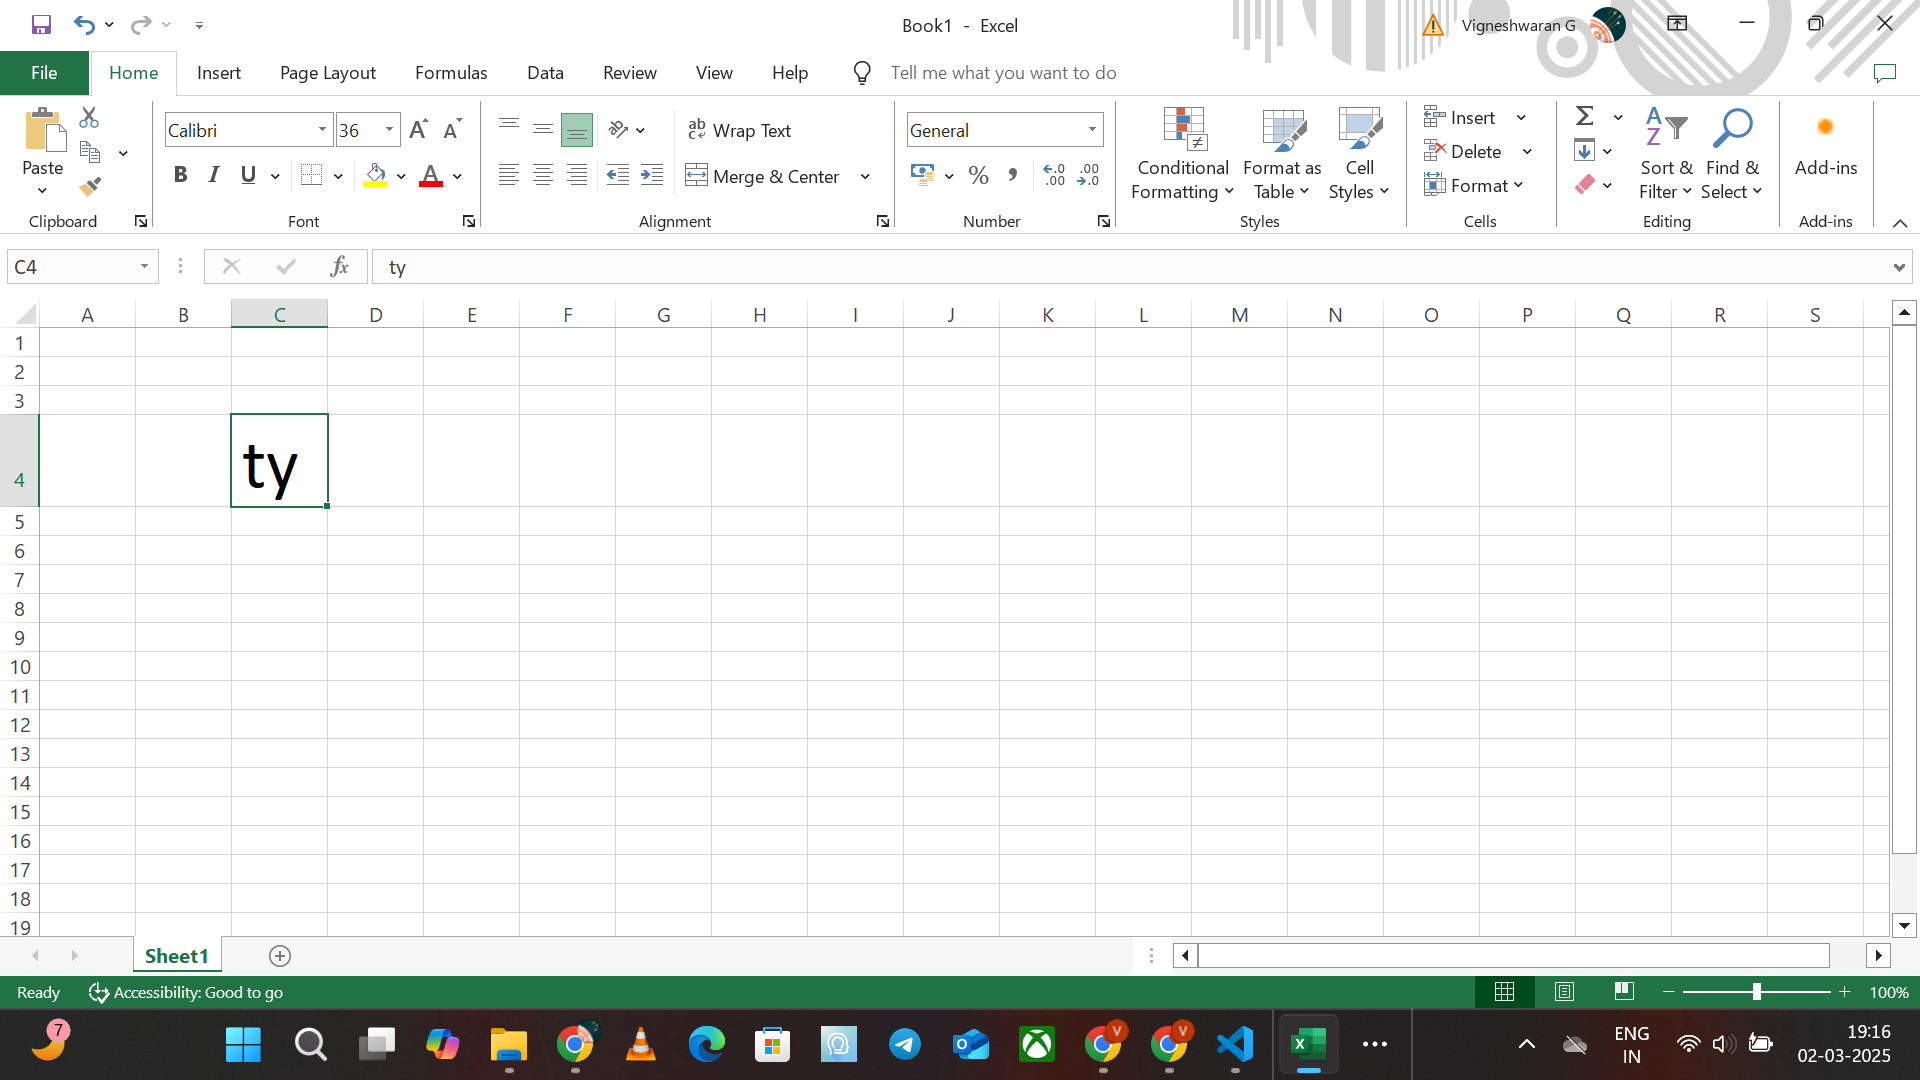 Book1 - Excel
Vigneshwaran G
File Home Insert Page Layout Formulas Data Review View Help Tell me what you want to do
Calibri 36 Wrap Text General Insert
Paste Conditional Format as Cell Delete Sort & Find & Add-ins
B I U Merge & Center % Formatting Table Styles Format Filter Select
Clipboard Font Alignment Number Styles Cells Editing Add-ins
C4 fx ty
A B C D E F G H I J K L M N O P Q R S
1
2
3
4 ty
5
6
7
8
9
10
11
12
13
14
15
16
17
18
19
Sheet1
Ready Accessibility: Good to go 100%
7
ENG
IN
19:16
02-03-2025